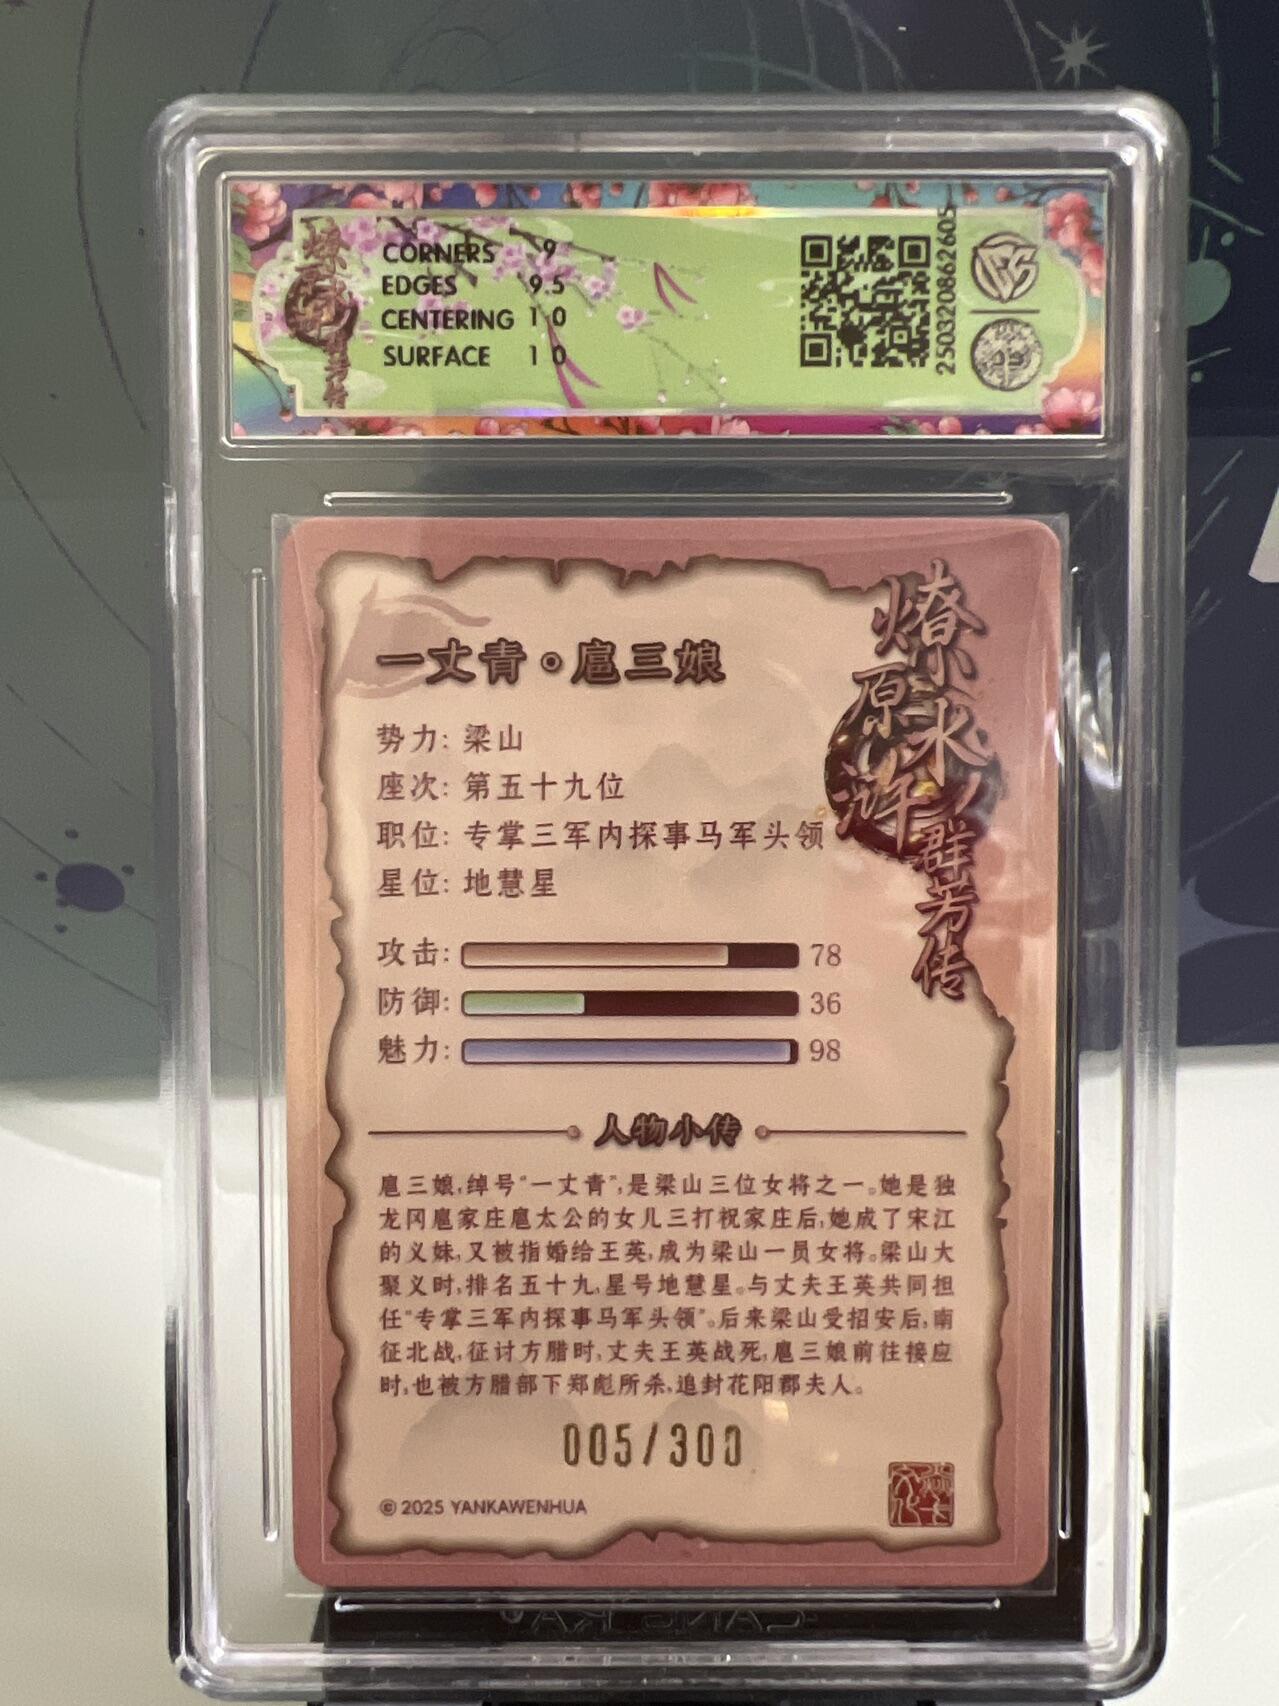 CORNERS 9
EDGES 9.5
CENTERING 10
SURFACE 10
2503208622605
燎原水浒群芳传
一丈青·扈三娘
势力: 梁山
座次: 第五十九位
职位: 专掌三军内探事马军头领
星位: 地慧星
攻击: 78
防御: 36
魅力: 98
人物小传
扈三娘,绰号"一丈青",是梁山三位女将之一。她是独
龙冈扈家庄扈太公的女儿三打祝家庄后,她成了宋江
的义妹,又被指婚给王英,成为梁山一员女将。梁山大
聚义时,排名五十九,星号地慧星。与丈夫王英共同担
任"专掌三军内探事马军头领"。后来梁山受招安后,南
征北战,征讨方腊时,丈夫王英战死,扈三娘前往接应
时,也被方腊部下郑彪所杀,追封花阳郡夫人。
005/300
© 2025 YANKAWENHUA